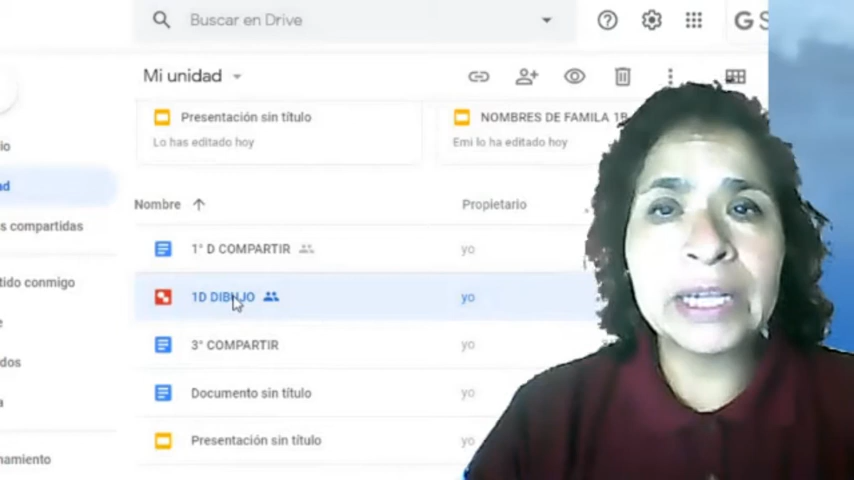 Buscar en Drive
G S
Mi unidad
Presentación sin título
Lo has editado hoy
NOMBRES DE FAMILA 1B
Emi lo ha editado hoy
Nombre
Propietario
1° D COMPARTIR
yo
1D DIBUJO
yo
3° COMPARTIR
yo
Documento sin título
yo
Presentación sin título
yo
io
ad
s compartidas
tido conmigo
e
dos
a
namiento